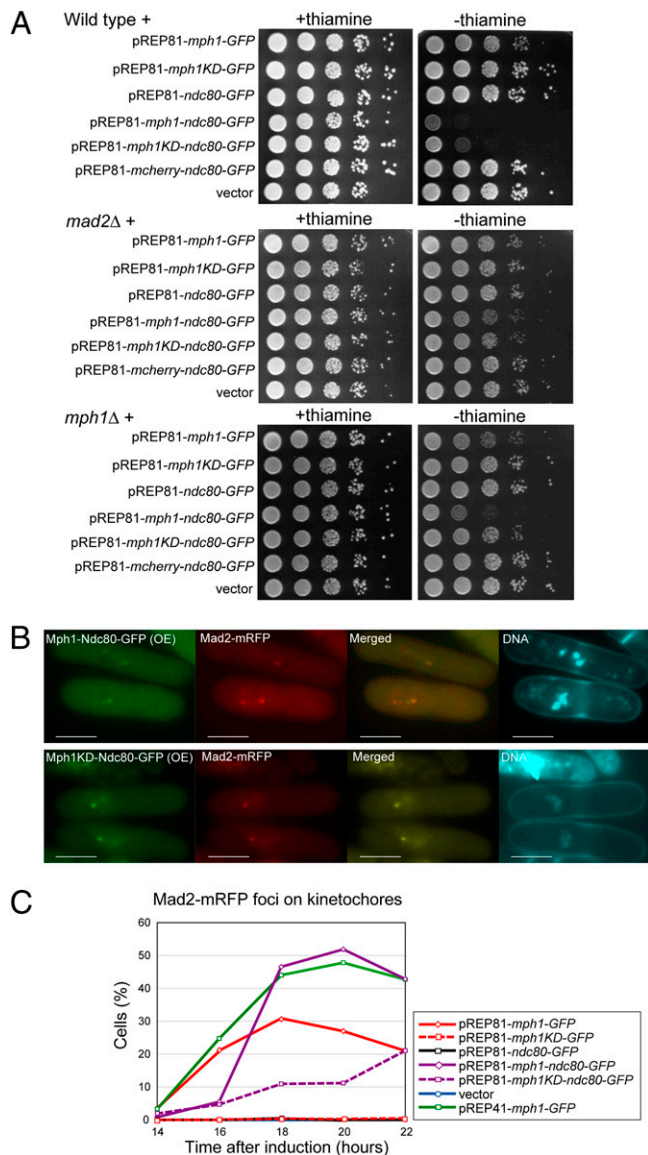 A
Wild type + +thiamine -thiamine
pREP81-mph1-GFP
pREP81-mph1KD-GFP
pREP81-ndc80-GFP
pREP81-mph1-ndc80-GFP
pREP81-mph1KD-ndc80-GFP
pREP81-mcherry-ndc80-GFP
vector
mad2Δ + +thiamine -thiamine
pREP81-mph1-GFP
pREP81-mph1KD-GFP
pREP81-ndc80-GFP
pREP81-mph1-ndc80-GFP
pREP81-mph1KD-ndc80-GFP
pREP81-mcherry-ndc80-GFP
vector
mph1Δ + +thiamine -thiamine
pREP81-mph1-GFP
pREP81-mph1KD-GFP
pREP81-ndc80-GFP
pREP81-mph1-ndc80-GFP
pREP81-mph1KD-ndc80-GFP
pREP81-mcherry-ndc80-GFP
vector
B
Mph1-Ndc80-GFP (OE) Mad2-mRFP Merged DNA
Mph1KD-Ndc80-GFP (OE) Mad2-mRFP Merged DNA
C
Mad2-mRFP foci on kinetochores
Cells (%)
60
50
40
30
20
10
0
14 16 18 20 22
Time after induction (hours)
pREP81-mph1-GFP
pREP81-mph1KD-GFP
pREP81-ndc80-GFP
pREP81-mph1-ndc80-GFP
pREP81-mph1KD-ndc80-GFP
vector
pREP41-mph1-GFP